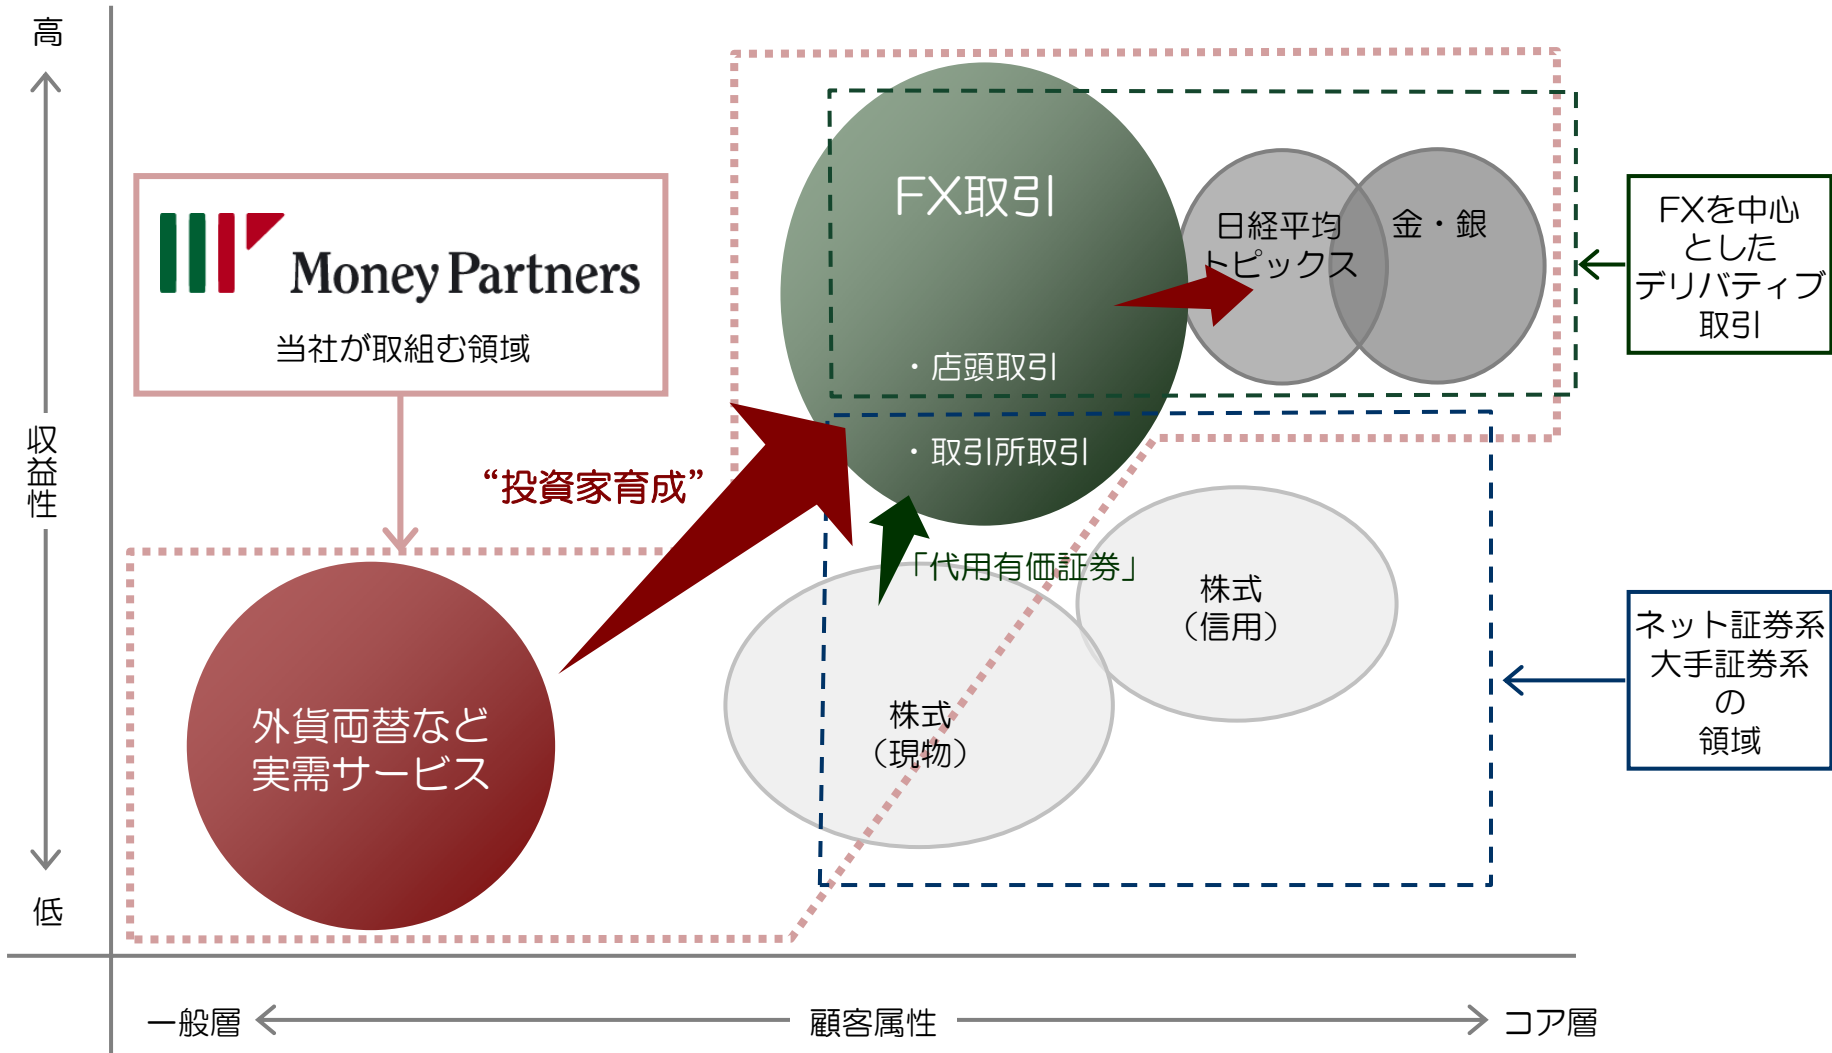 高
収益性
低
Money Partners
当社が取組む領域
FX取引
・店頭取引
・取引所取引
日経平均
トピックス
金・銀
FXを中心
とした
デリバティブ
取引
“投資家育成”
「代用有価証券」
株式
（信用）
株式
（現物）
外貨両替など
実需サービス
ネット証券系
大手証券系
の
領域
一般層
顧客属性
コア層